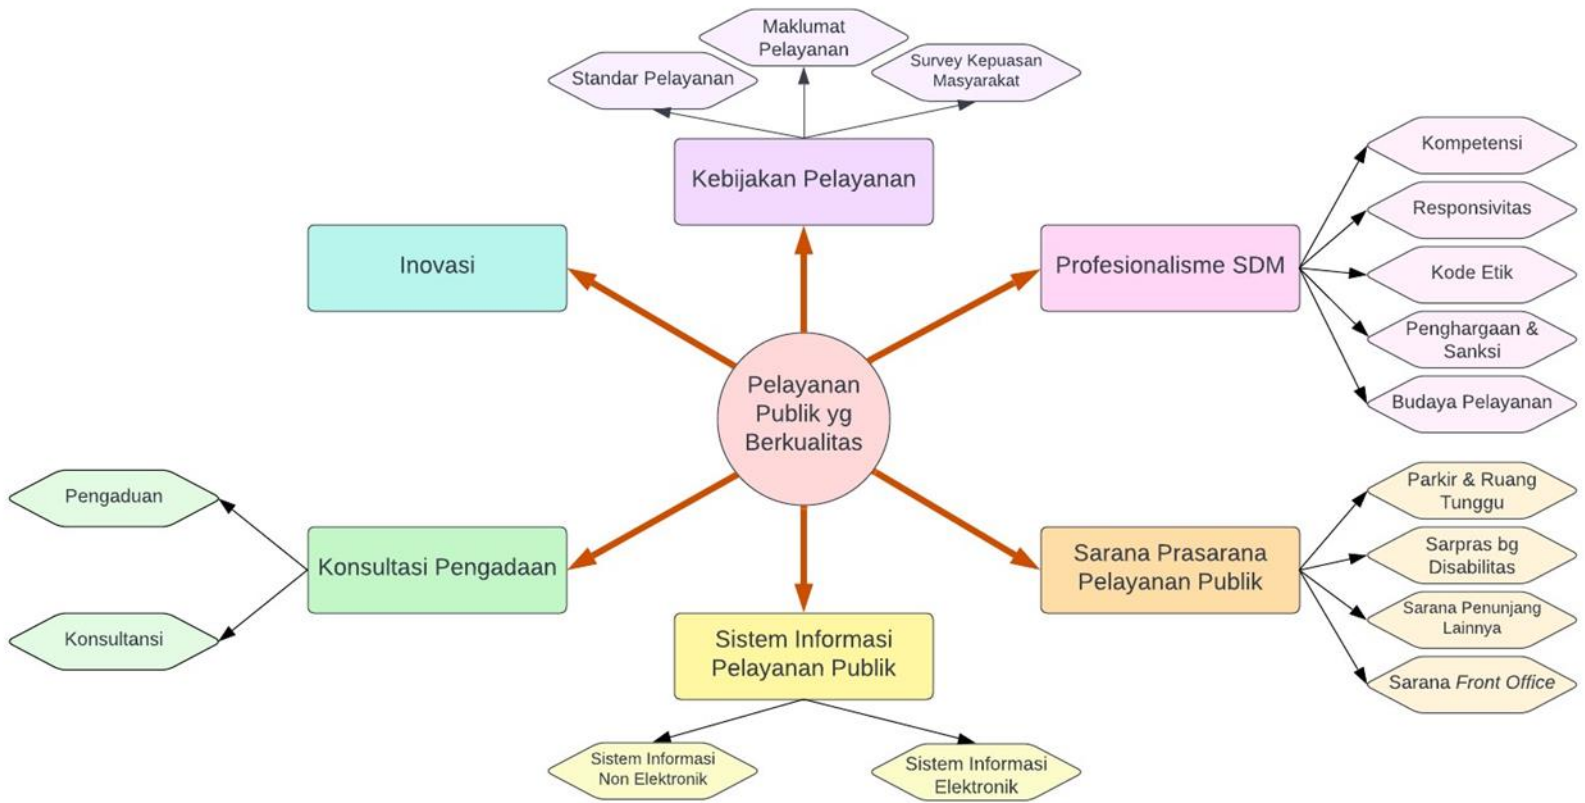 Maklumat
Pelayanan
Standar Pelayanan
Survey Kepuasan
Masyarakat
Kebijakan Pelayanan
Inovasi
Profesionalisme SDM
Kompetensi
Responsivitas
Kode Etik
Penghargaan &
Sanksi
Budaya Pelayanan
Pelayanan
Publik yg
Berkualitas
Pengaduan
Konsultansi
Konsultasi Pengadaan
Sistem Informasi
Pelayanan Publik
Sistem Informasi
Non Elektronik
Sistem Informasi
Elektronik
Sarana Prasarana
Pelayanan Publik
Parkir & Ruang
Tunggu
Sarpras bg
Disabilitas
Sarana Penunjang
Lainnya
Sarana Front Office